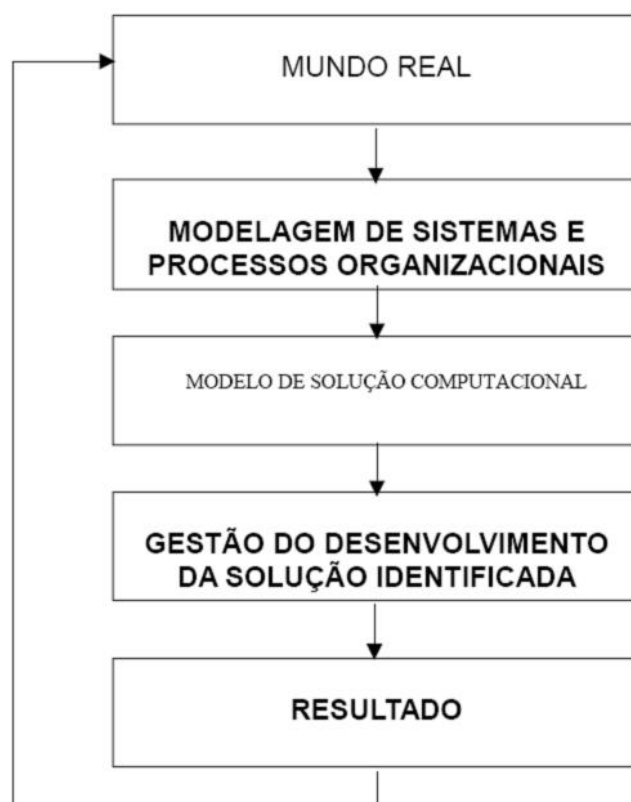 MUNDO REAL
MODELAGEM DE SISTEMAS E
PROCESSOS ORGANIZACIONAIS
MODELO DE SOLUÇÃO COMPUTACIONAL
GESTÃO DO DESENVOLVIMENTO
DA SOLUÇÃO IDENTIFICADA
RESULTADO